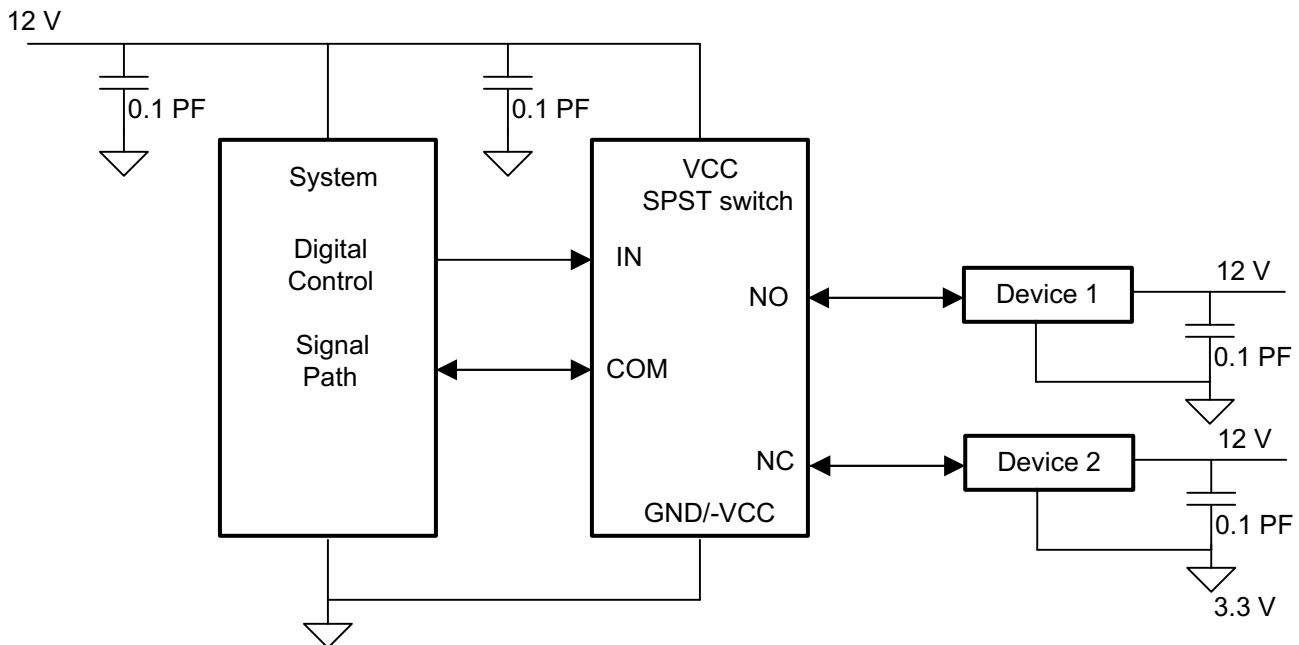 12 V
0.1 PF
0.1 PF
System
Digital
Control
Signal
Path
VCC
SPST switch
IN
NO
COM
NC
GND/-VCC
Device 1
12 V
0.1 PF
Device 2
12 V
0.1 PF
3.3 V